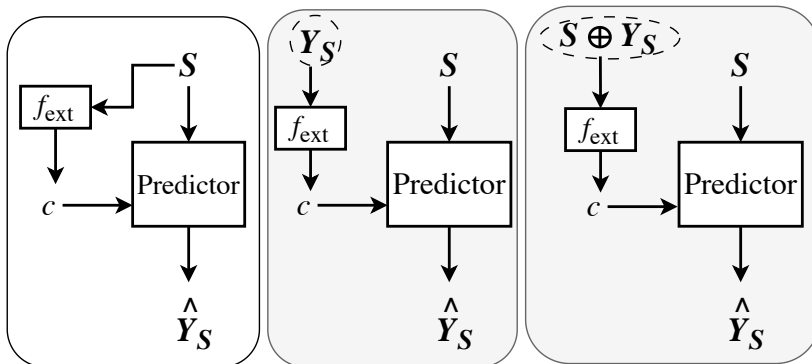 S
f_ext
Predictor
c
Ŷ_S
Y_S
S
f_ext
Predictor
c
Ŷ_S
S ⊕ Y_S
S
f_ext
Predictor
c
Ŷ_S